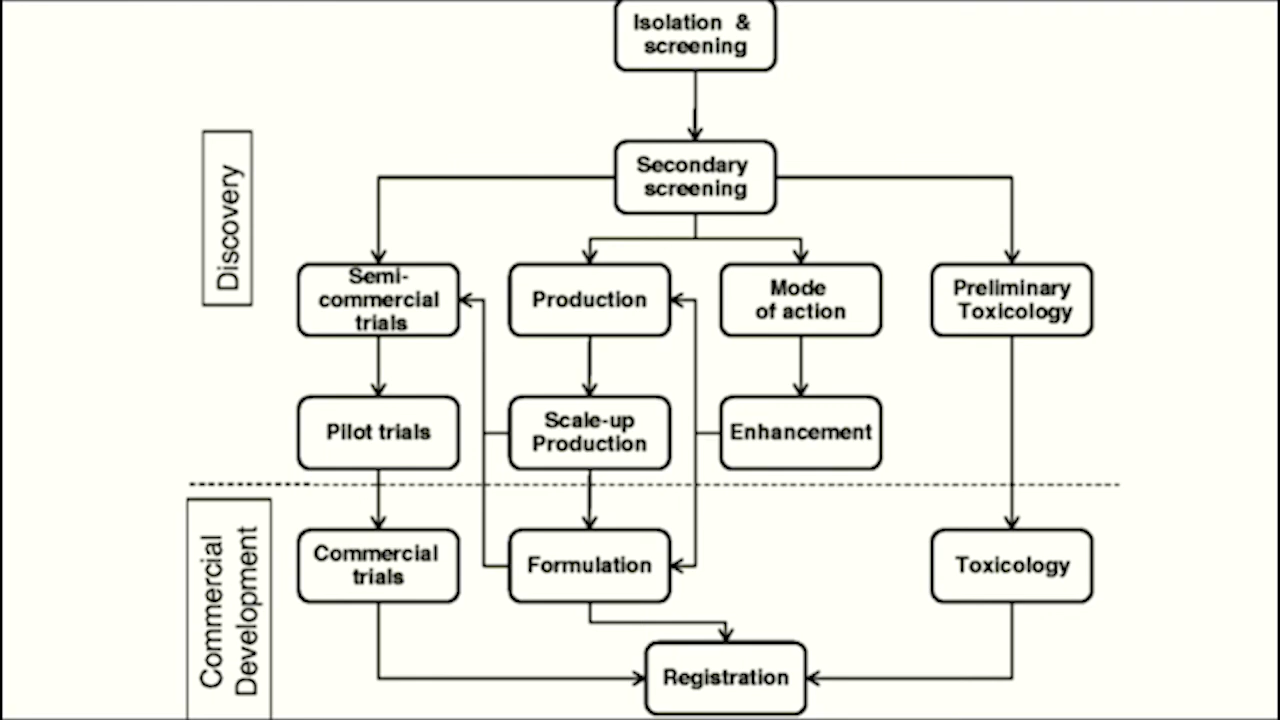 Isolation &
screening
Discovery
Secondary
screening
Semi-
commercial
trials
Production
Mode
of action
Preliminary
Toxicology
Pilot trials
Scale-up
Production
Enhancement
Commercial
Development
Commercial
trials
Formulation
Toxicology
Registration